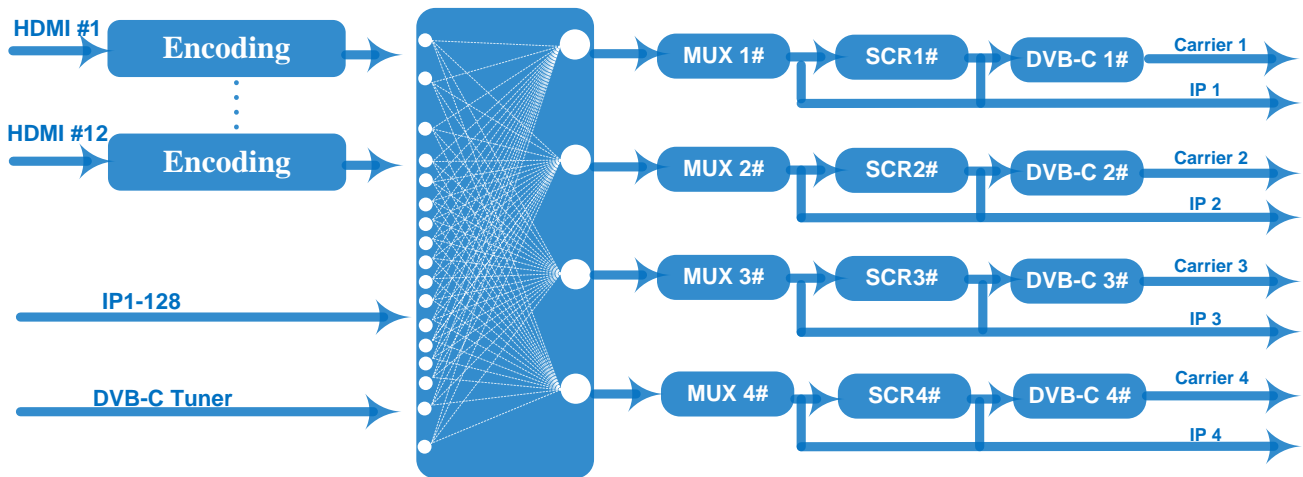 HDMI #1
Encoding
HDMI #12
Encoding
IP1-128
DVB-C Tuner
MUX 1#
SCR1#
DVB-C 1#
Carrier 1
IP 1
MUX 2#
SCR2#
DVB-C 2#
Carrier 2
IP 2
MUX 3#
SCR3#
DVB-C 3#
Carrier 3
IP 3
MUX 4#
SCR4#
DVB-C 4#
Carrier 4
IP 4